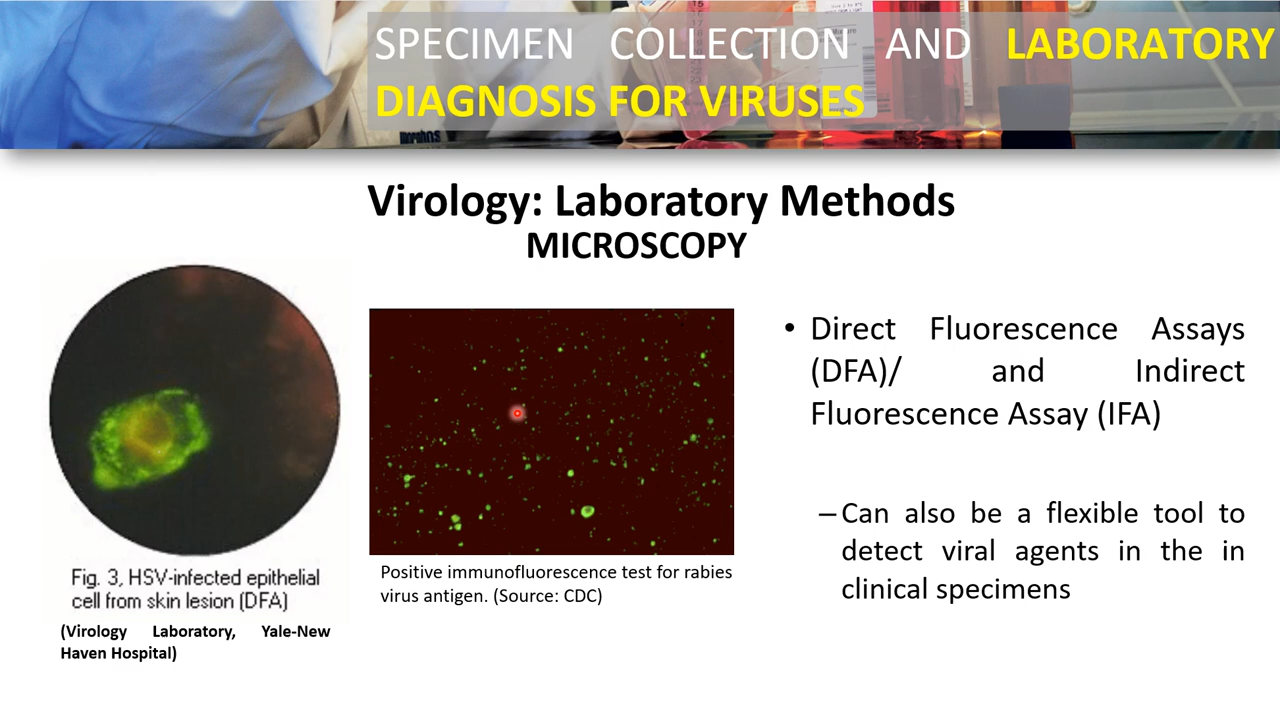 SPECIMEN COLLECTION AND LABORATORY
DIAGNOSIS FOR VIRUSES
Virology: Laboratory Methods
MICROSCOPY
Fig. 3, HSV-infected epithelial
cell from skin lesion (DFA)
(Virology Laboratory, Yale-New
Haven Hospital)
Positive immunofluorescence test for rabies
virus antigen. (Source: CDC)
• Direct Fluorescence Assays
(DFA)/ and Indirect
Fluorescence Assay (IFA)
– Can also be a flexible tool to
detect viral agents in the in
clinical specimens